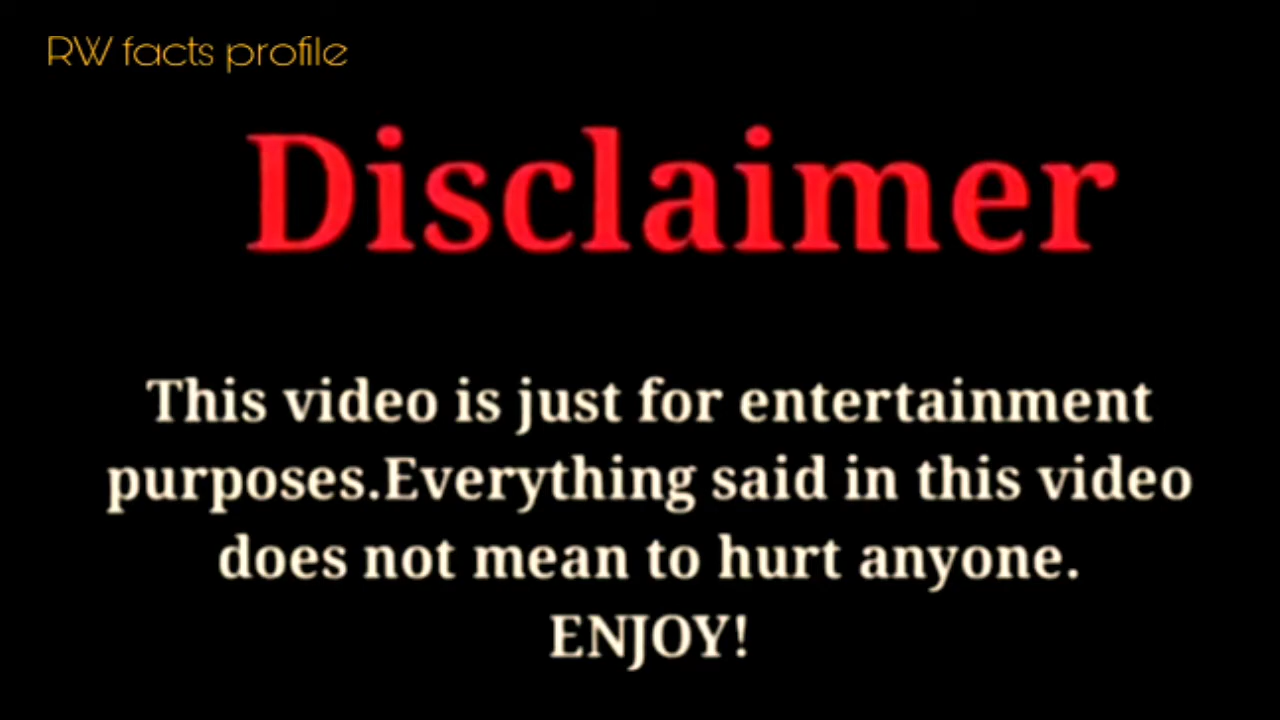 RW facts profile
Disclaimer
This video is just for entertainment
purposes.Everything said in this video
does not mean to hurt anyone.
ENJOY!